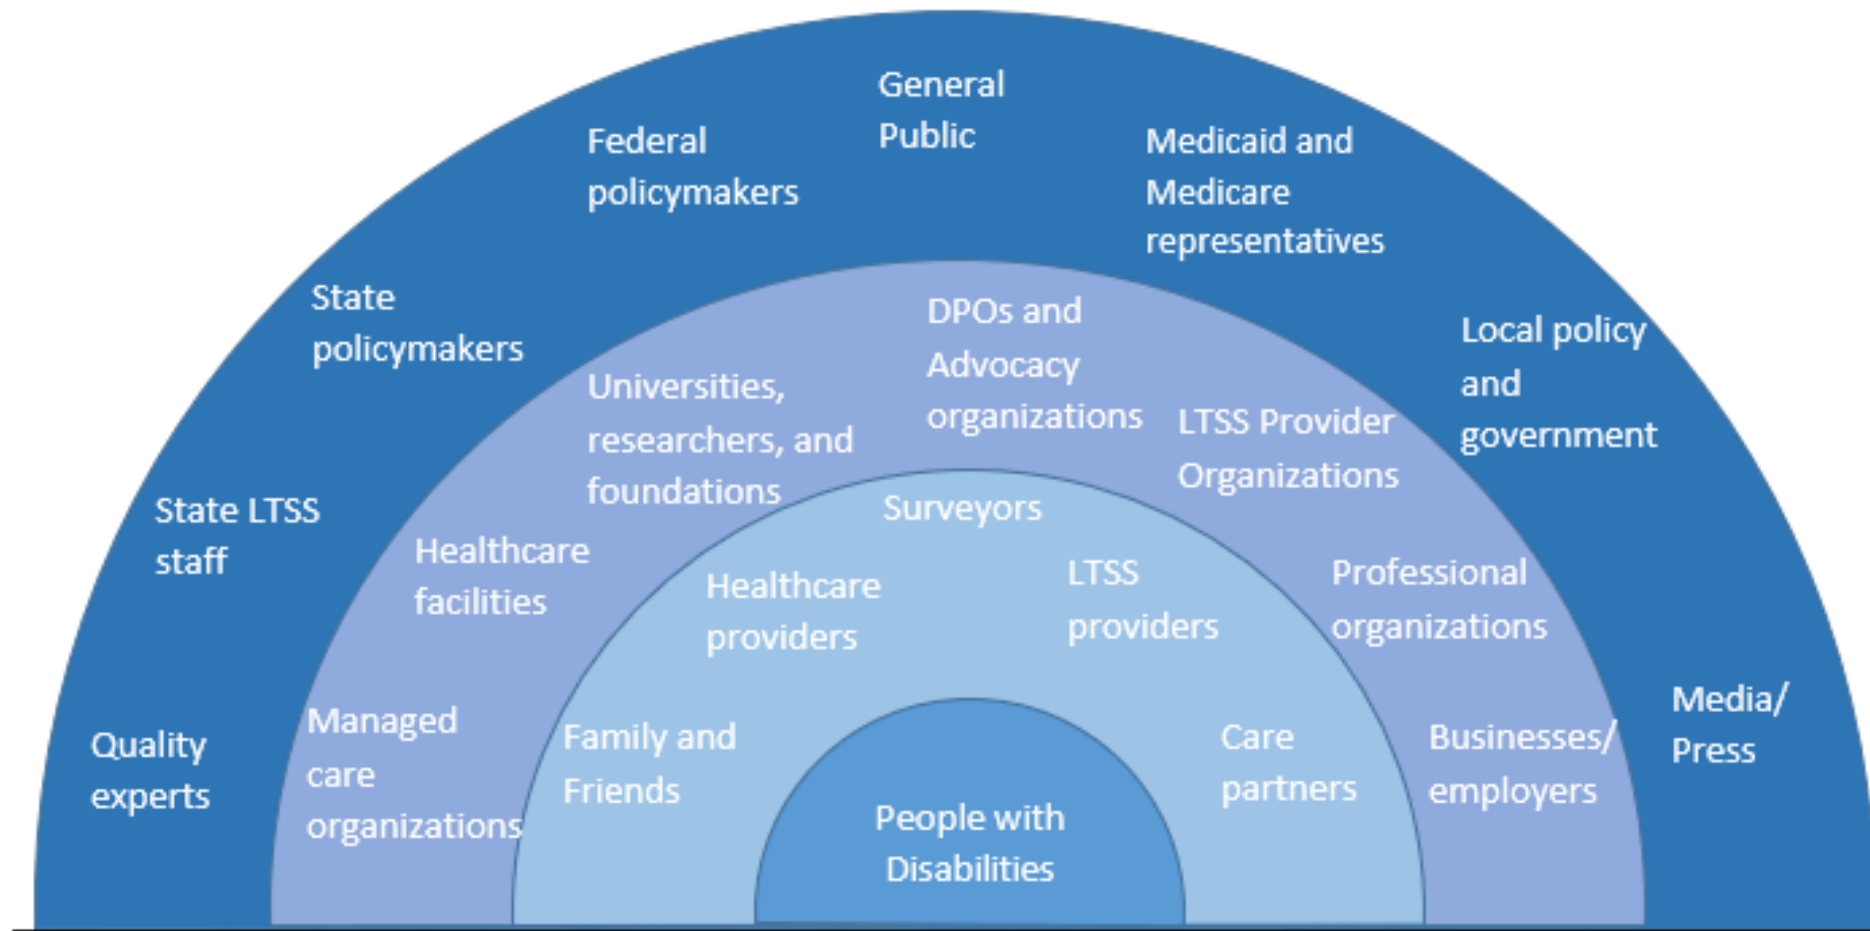 General
Public
Federal
policymakers
Medicaid and
Medicare
representatives
State
policymakers
Local policy
and
government
State LTSS
staff
Quality
experts
Media/
Press
DPOs and
Advocacy
organizations
Universities,
researchers, and
foundations
LTSS Provider
Organizations
Healthcare
facilities
Professional
organizations
Managed
care
organizations
Businesses/
employers
Surveyors
Healthcare
providers
LTSS
providers
Family and
Friends
Care
partners
People with
Disabilities